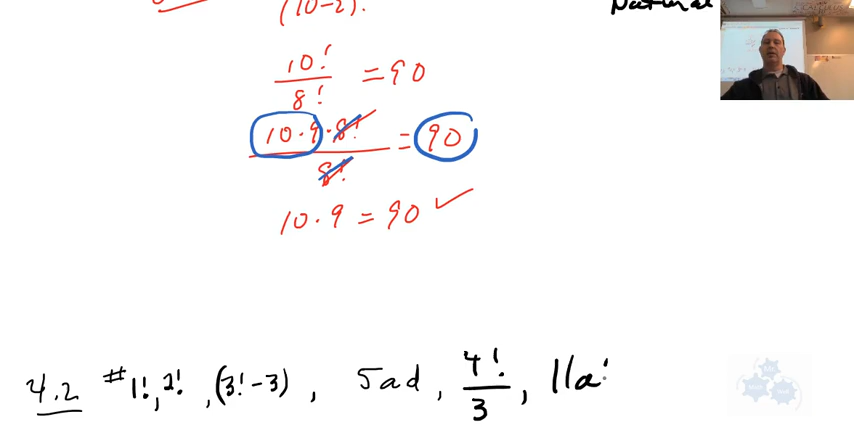 (10-2)!
Natural
10!/8! = 90
10·9·8!/8! = 90
10·9 = 90 ✓
4.2 #1!, 2!, (3!-3), 5ad, 4!/3, 11a!